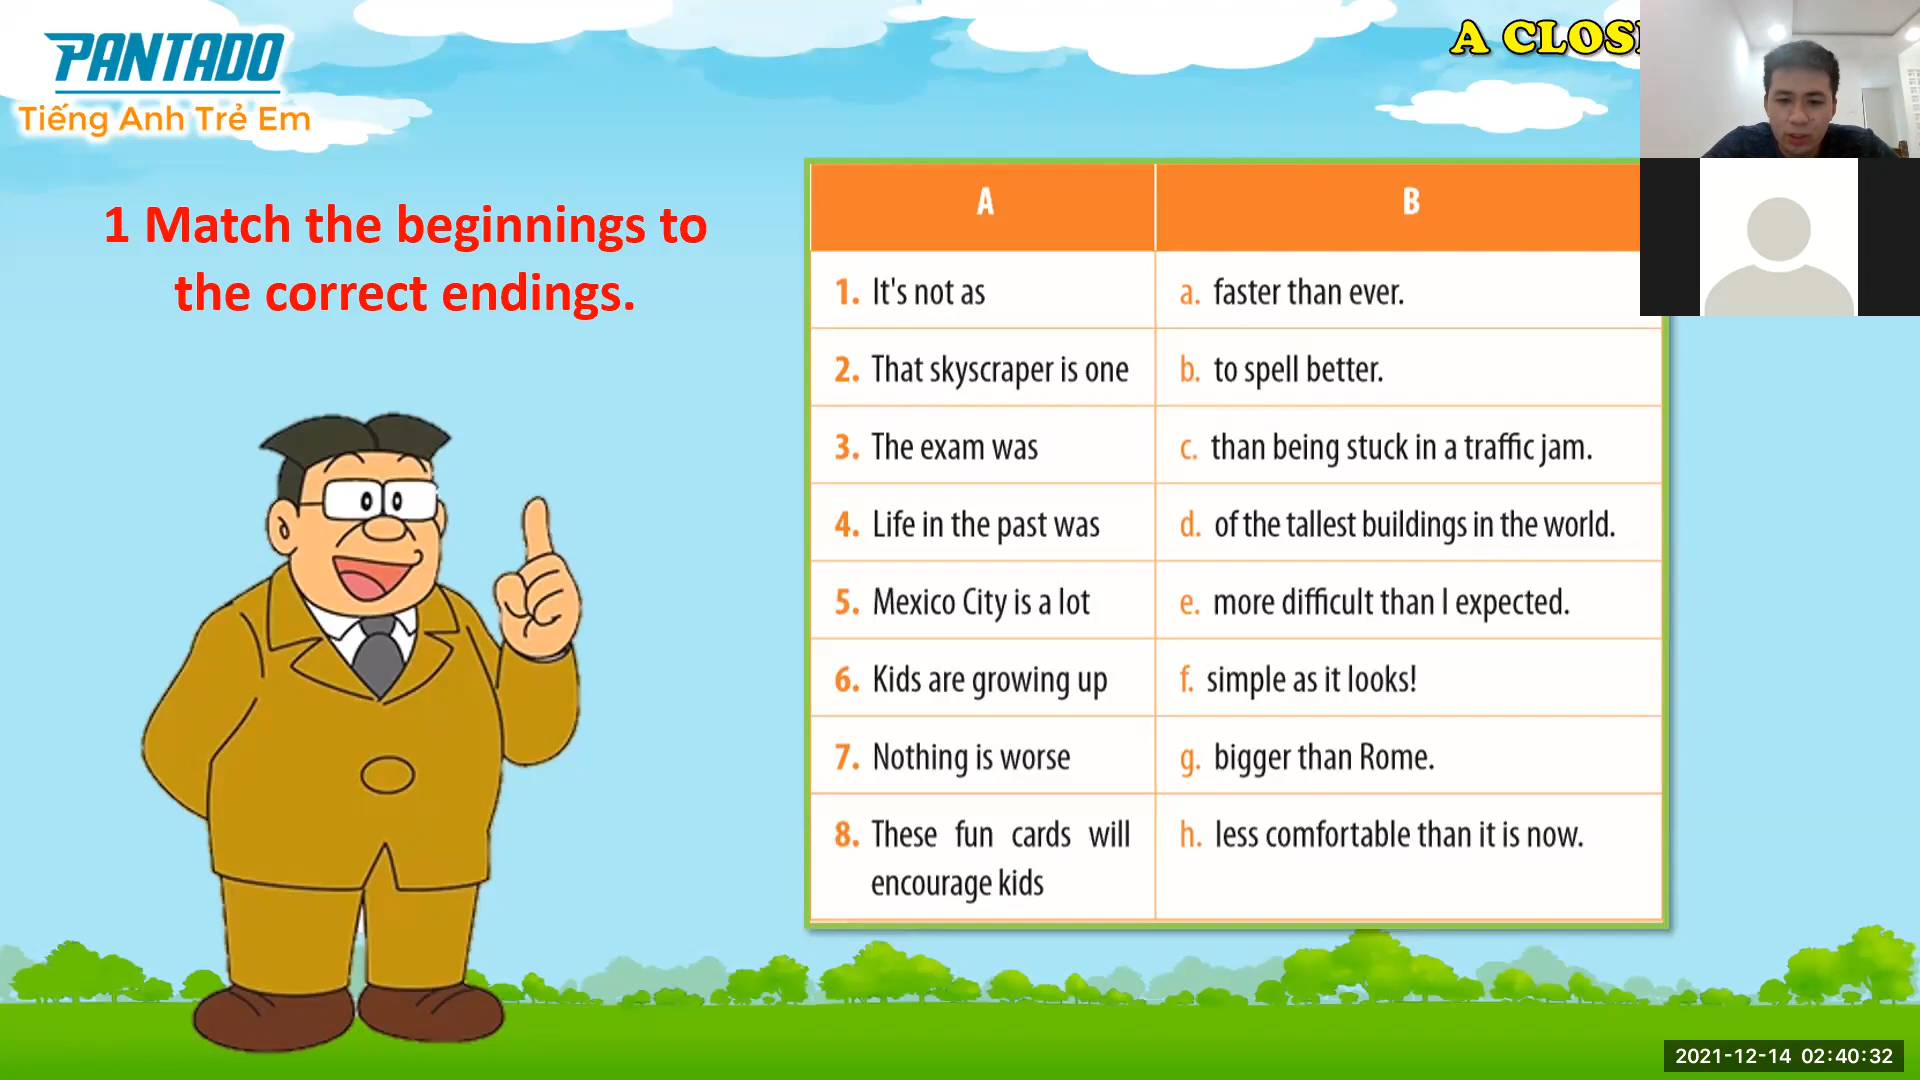 PANTADO
Tiếng Anh Trẻ Em
A CLOS
1 Match the beginnings to
the correct endings.
A B
1. It's not as a. faster than ever.
2. That skyscraper is one b. to spell better.
3. The exam was c. than being stuck in a traffic jam.
4. Life in the past was d. of the tallest buildings in the world.
5. Mexico City is a lot e. more difficult than I expected.
6. Kids are growing up f. simple as it looks!
7. Nothing is worse g. bigger than Rome.
8. These fun cards will h. less comfortable than it is now.
encourage kids
2021-12-14 02:40:32